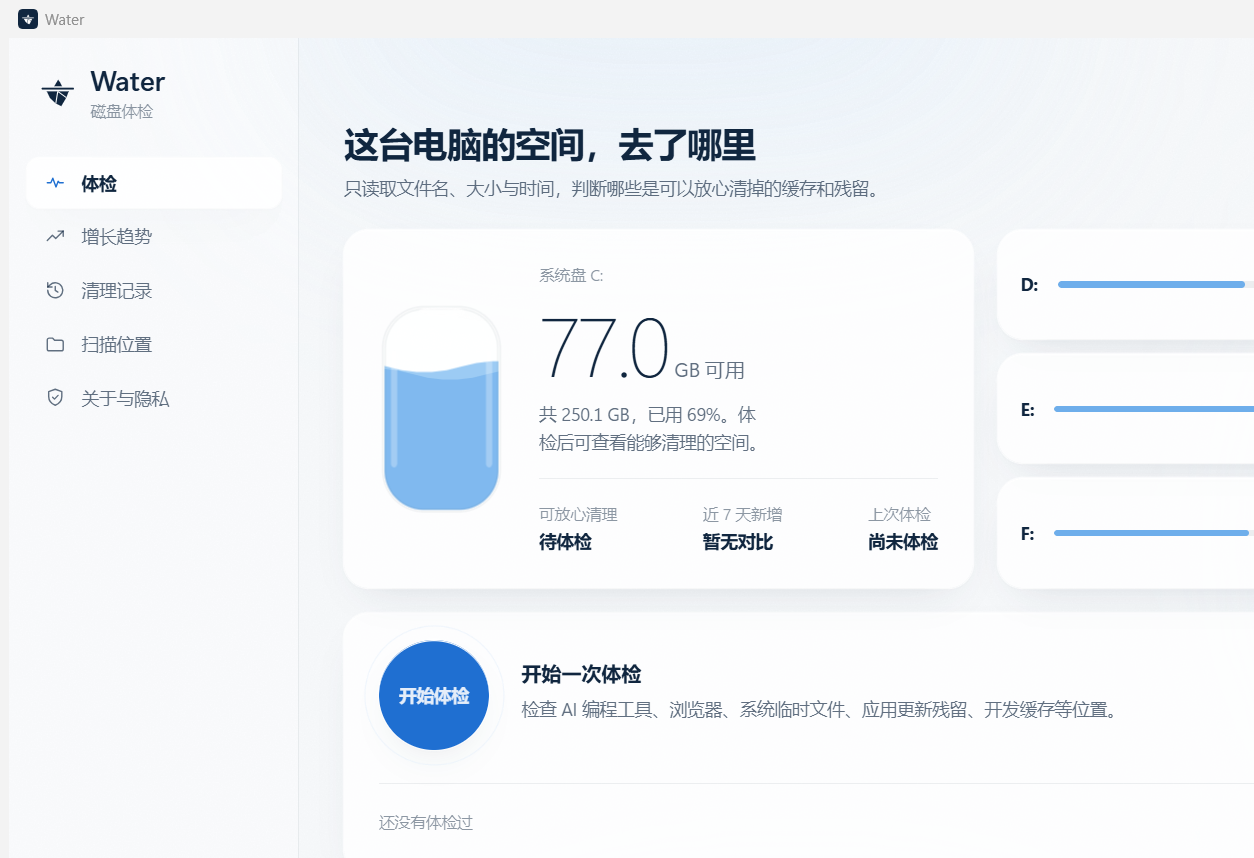 Water
Water
磁盘体检
体检
增长趋势
清理记录
扫描位置
关于与隐私
这台电脑的空间，去了哪里
只读取文件名、大小与时间，判断哪些是可以放心清掉的缓存和残留。
系统盘 C:
77.0 GB 可用
共 250.1 GB，已用 69%。体
检后可查看能够清理的空间。
可放心清理
待体检
近 7 天新增
暂无对比
上次体检
尚未体检
D:
E:
F:
开始体检
开始一次体检
检查 AI 编程工具、浏览器、系统临时文件、应用更新残留、开发缓存等位置。
还没有体检过